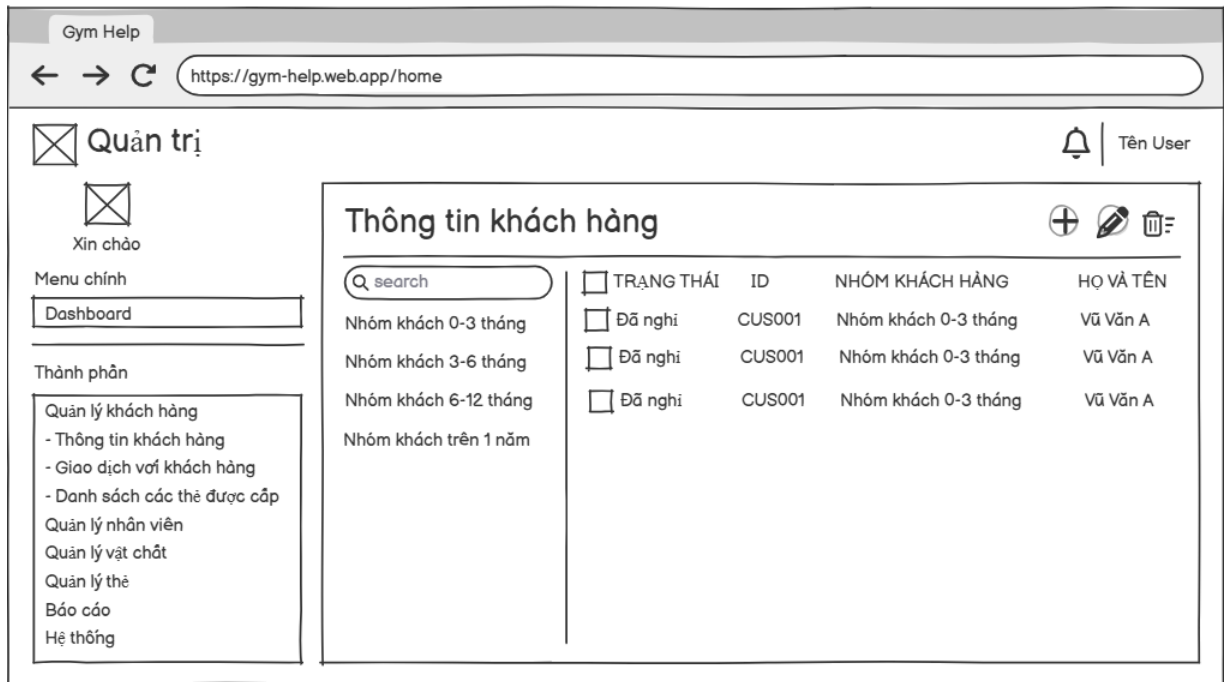 Gym Help
https://gym-help.web.app/home
Quản trị
Tên User
Xin chào
Menu chính
Dashboard
Thành phần
Quản lý khách hàng
- Thông tin khách hàng
- Giao dịch với khách hàng
- Danh sách các thẻ được cấp
Quản lý nhân viên
Quản lý vật chất
Quản lý thẻ
Báo cáo
Hệ thống
Thông tin khách hàng
search
Nhóm khách 0-3 tháng
Nhóm khách 3-6 tháng
Nhóm khách 6-12 tháng
Nhóm khách trên 1 năm
TRẠNG THÁI ID NHÓM KHÁCH HÀNG HỌ VÀ TÊN
Đã nghỉ CUS001 Nhóm khách 0-3 tháng Vũ Văn A
Đã nghỉ CUS001 Nhóm khách 0-3 tháng Vũ Văn A
Đã nghỉ CUS001 Nhóm khách 0-3 tháng Vũ Văn A